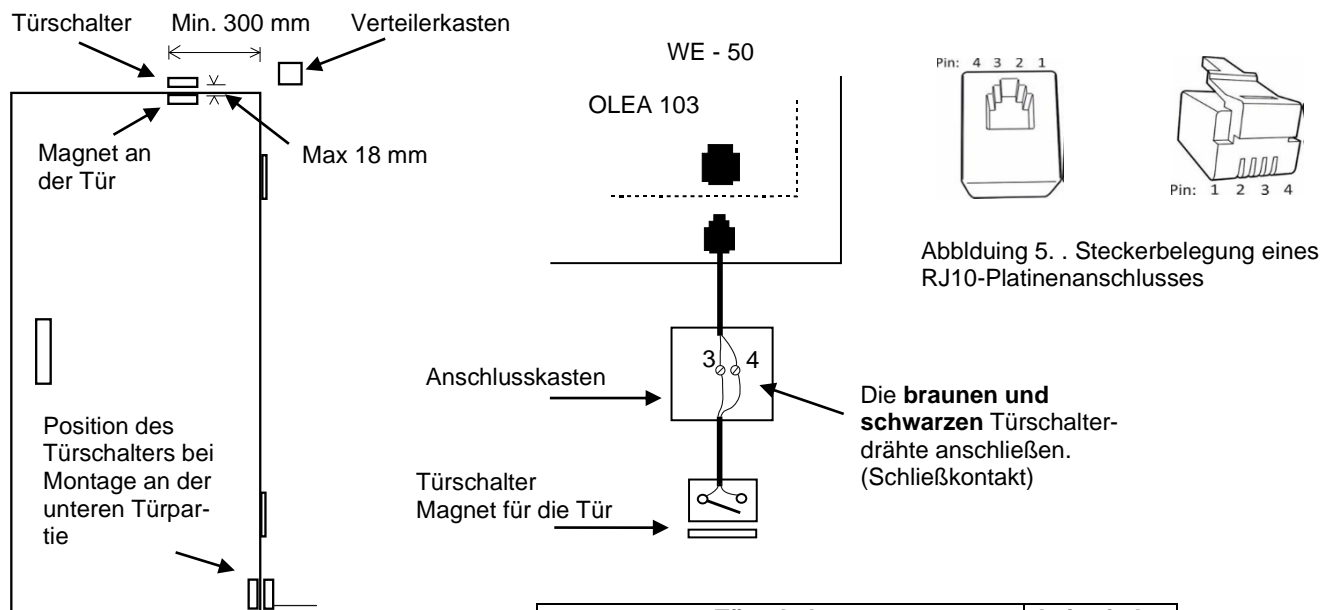 Türschalter
Min. 300 mm
Verteilerkasten
Magnet an
der Tür
Max 18 mm
Position des
Türschalters bei
Montage an der
unteren Türpar-
tie
WE - 50
OLEA 103
Anschlusskasten
3 4
Die braunen und
schwarzen Türschalter-
drähte anschließen.
(Schließkontakt)
Türschalter
Magnet für die Tür
Pin: 4 3 2 1
Pin: 1 2 3 4
Abblduing 5. . Steckerbelegung eines
RJ10-Platinenanschlusses